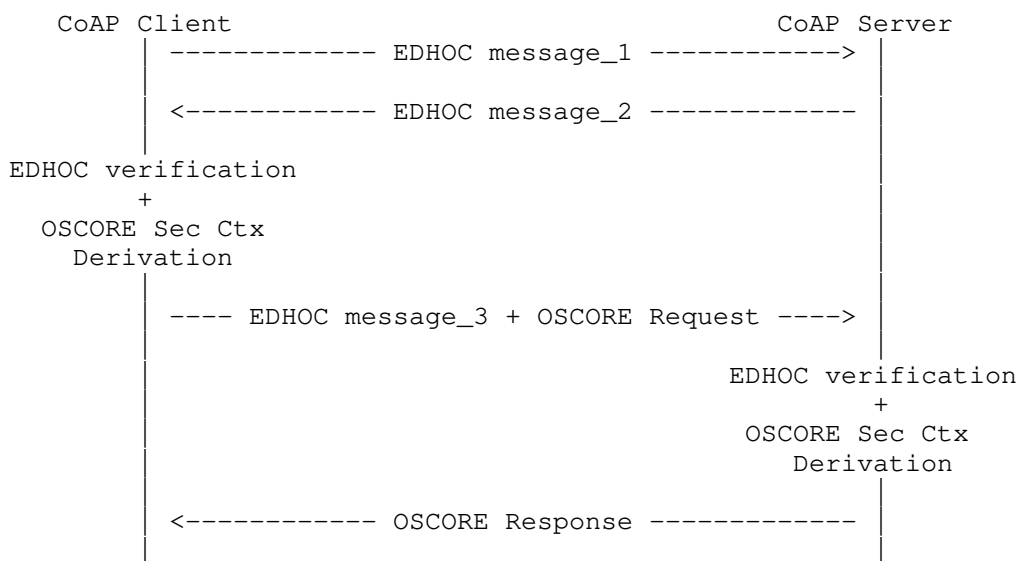 CoAP Client CoAP Server
------------- EDHOC message_1 ------------>
<------------ EDHOC message_2 -------------
EDHOC verification
+
OSCORE Sec Ctx
Derivation
---- EDHOC message_3 + OSCORE Request ---->
EDHOC verification
+
OSCORE Sec Ctx
Derivation
<------------ OSCORE Response -------------